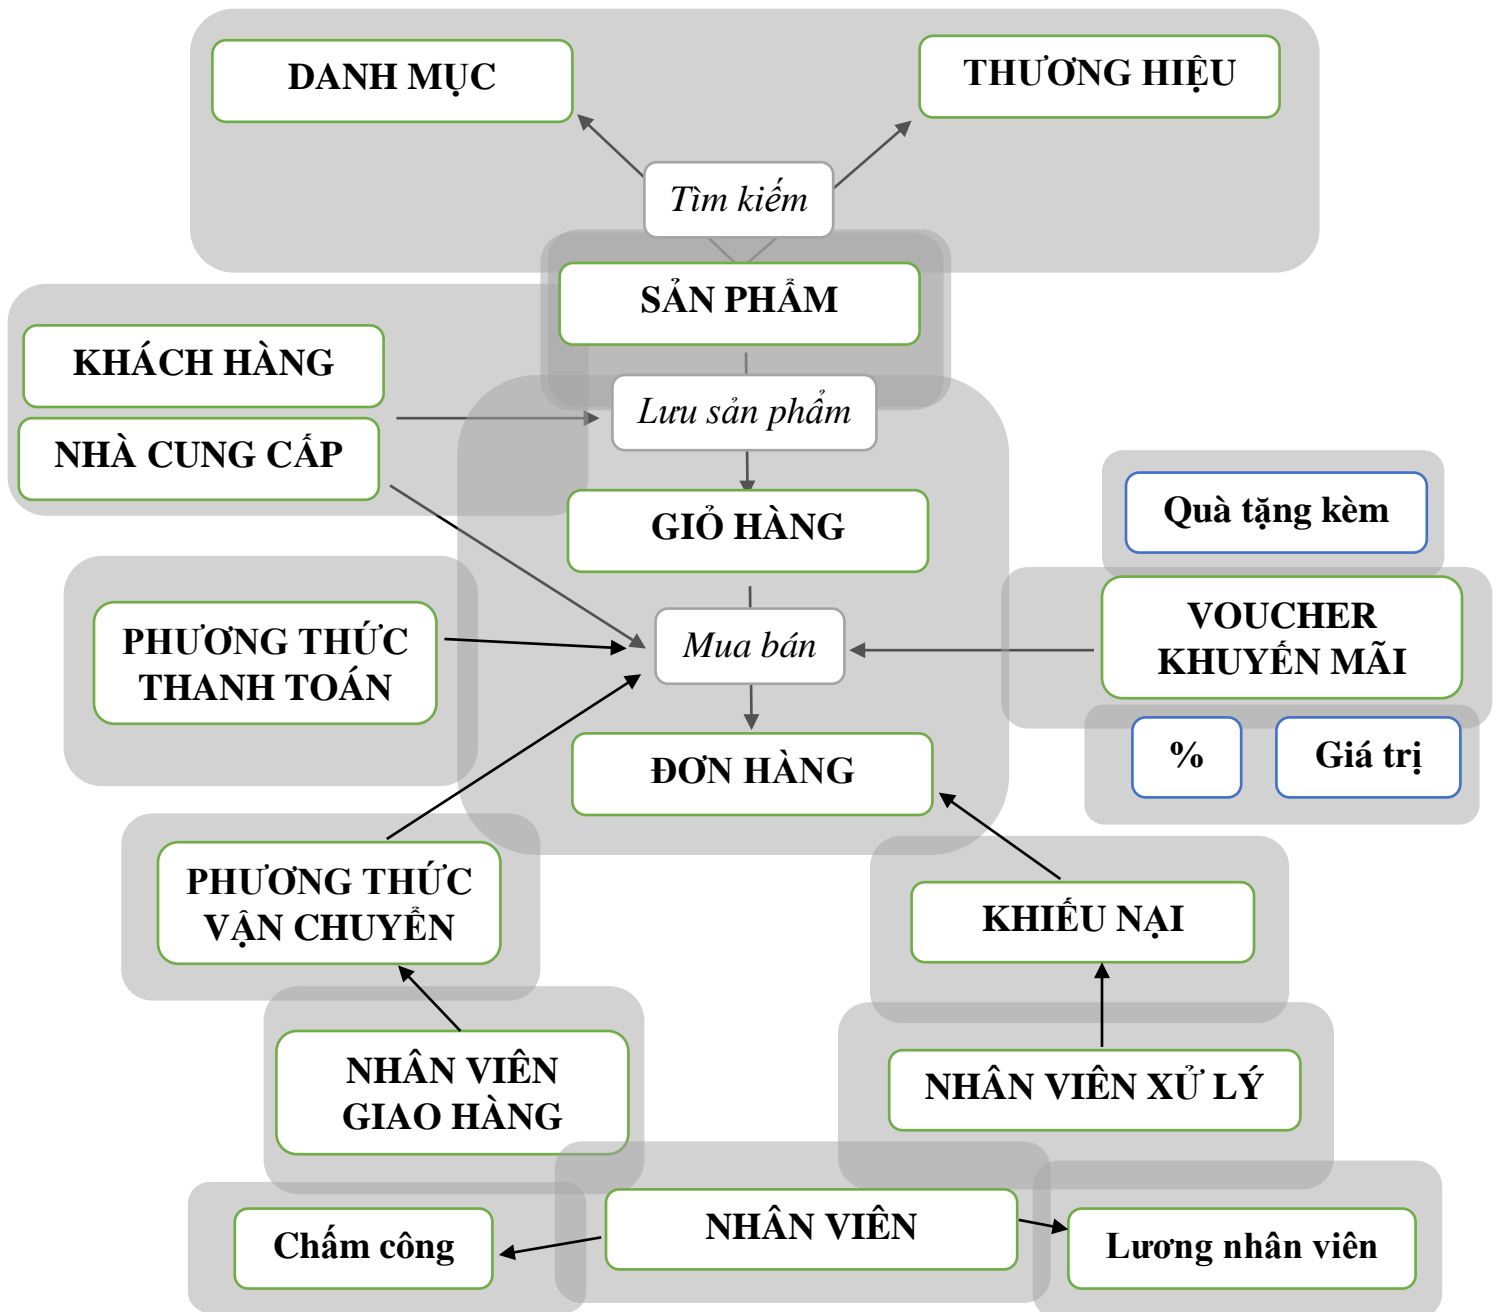 DANH MỤC
THƯƠNG HIỆU
Tìm kiếm
SẢN PHẨM
KHÁCH HÀNG
Lưu sản phẩm
NHÀ CUNG CẤP
GIỎ HÀNG
Quà tặng kèm
PHƯƠNG THỨC
THANH TOÁN
Mua bán
VOUCHER
KHUYẾN MÃI
ĐƠN HÀNG
%
Giá trị
PHƯƠNG THỨC
VẬN CHUYỂN
KHIẾU NẠI
NHÂN VIÊN
GIAO HÀNG
NHÂN VIÊN XỬ LÝ
Chấm công
NHÂN VIÊN
Lương nhân viên